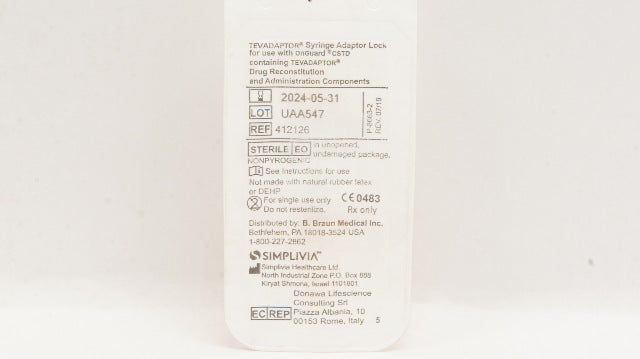 TEVADAPTOR® Syringe Adaptor Lock
for use with OnGuard®CSTD
containing TEVADAPTOR®
Drug Reconstitution
and Administration Components
2024-05-31
LOT UAA547
REF 412126
STERILE EO in unopened,
undamaged package.
NONPYROGENIC
See Instructions for use
Not made with natural rubber latex
or DEHP
2 For single use only
Do not resterilize.
CE0483
Rx only
Distributed by: B. Braun Medical Inc.
Bethlehem, PA 18018-3524 USA
1-800-227-2862
SIMPLIVIA™
Simplivia Healthcare Ltd.
North Industrial Zone P.O. Box 888
Kiryat Shmona, Israel 1101801
EC REP
Donawa Lifescience
Consulting Srl
Piazza Albania, 10
00153 Rome, Italy 5